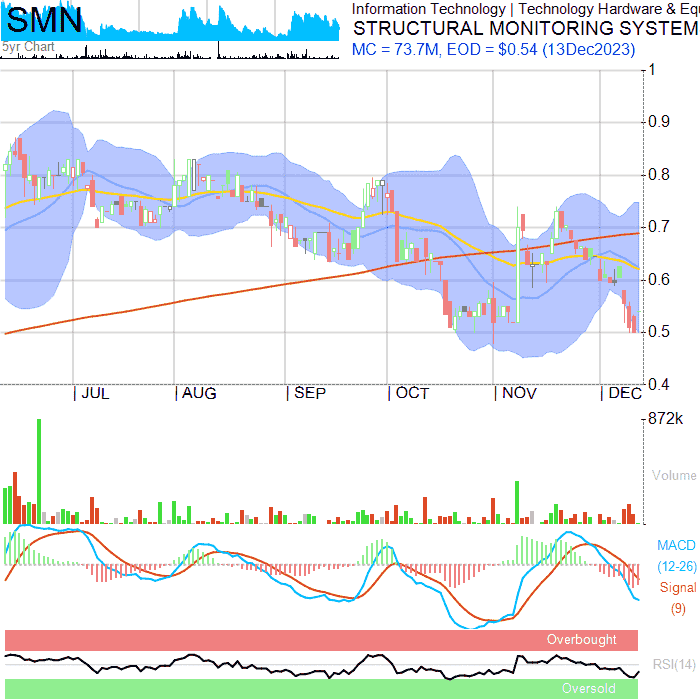 SMN
5yr Chart
Information Technology | Technology Hardware & Eq
STRUCTURAL MONITORING SYSTEM
MC = 73.7M, EOD = $0.54 (13Dec2023)
1
0.9
0.8
0.7
0.6
0.5
0.4
JUL
AUG
SEP
OCT
NOV
DEC
872k
Volume
MACD
(12-26)
Signal
(9)
Overbought
RSI(14)
Oversold